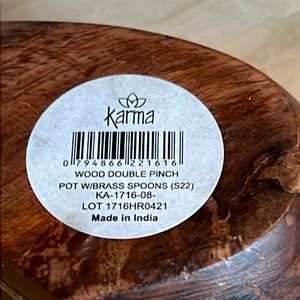 karma
0 794866 221616
WOOD DOUBLE PINCH
POT W/BRASS SPOONS (S22)
KA-1716-08-
LOT 1716HR0421
Made in India